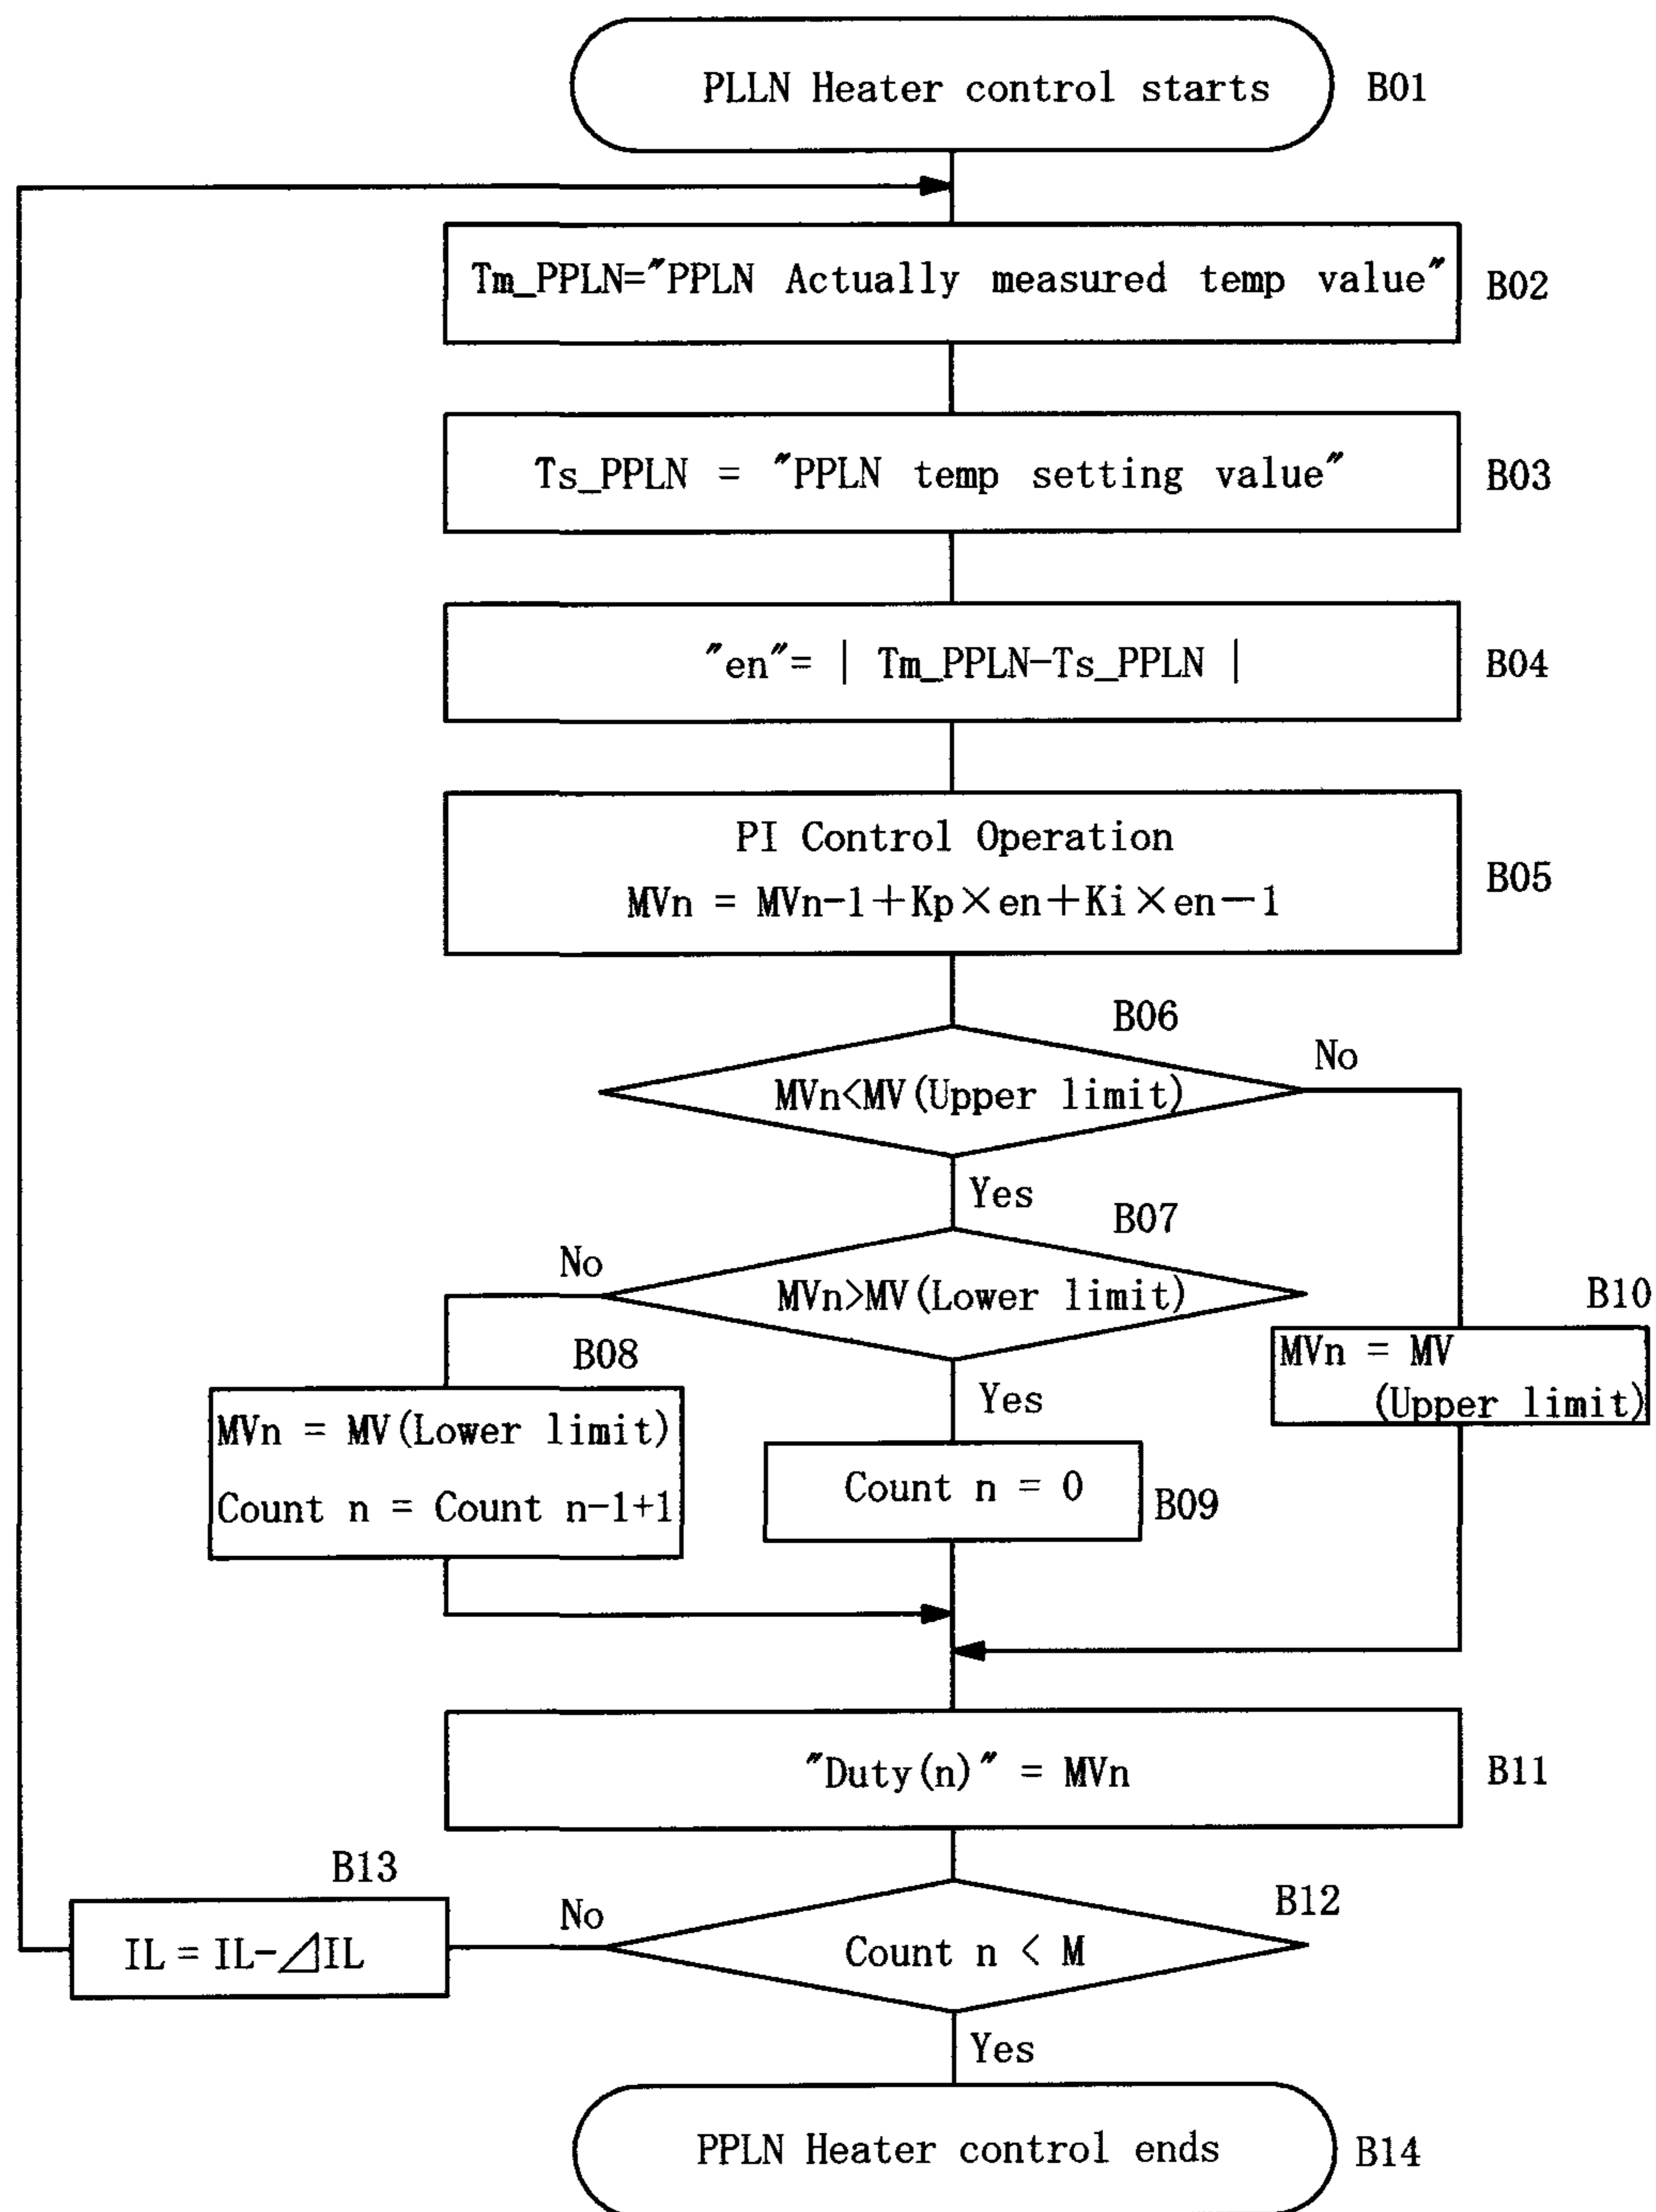 PLLN Heater control starts
B01
Tm_PPLN="PPLN Actually measured temp value"
B02
Ts_PPLN = "PPLN temp setting value"
B03
"en"= | Tm_PPLN-Ts_PPLN |
B04
PI Control Operation
MVn = MVn-1+Kp×en+Ki×en-1
B05
B06
MVn<MV(Upper limit)
No
Yes
B07
No
MVn>MV(Lower limit)
B10
MVn = MV
(Upper limit)
B08
Yes
MVn = MV(Lower limit)
Count n = Count n-1+1
Count n = 0
B09
"Duty(n)" = MVn
B11
B13
No
B12
IL = IL-⊿IL
Count n < M
Yes
PPLN Heater control ends
B14